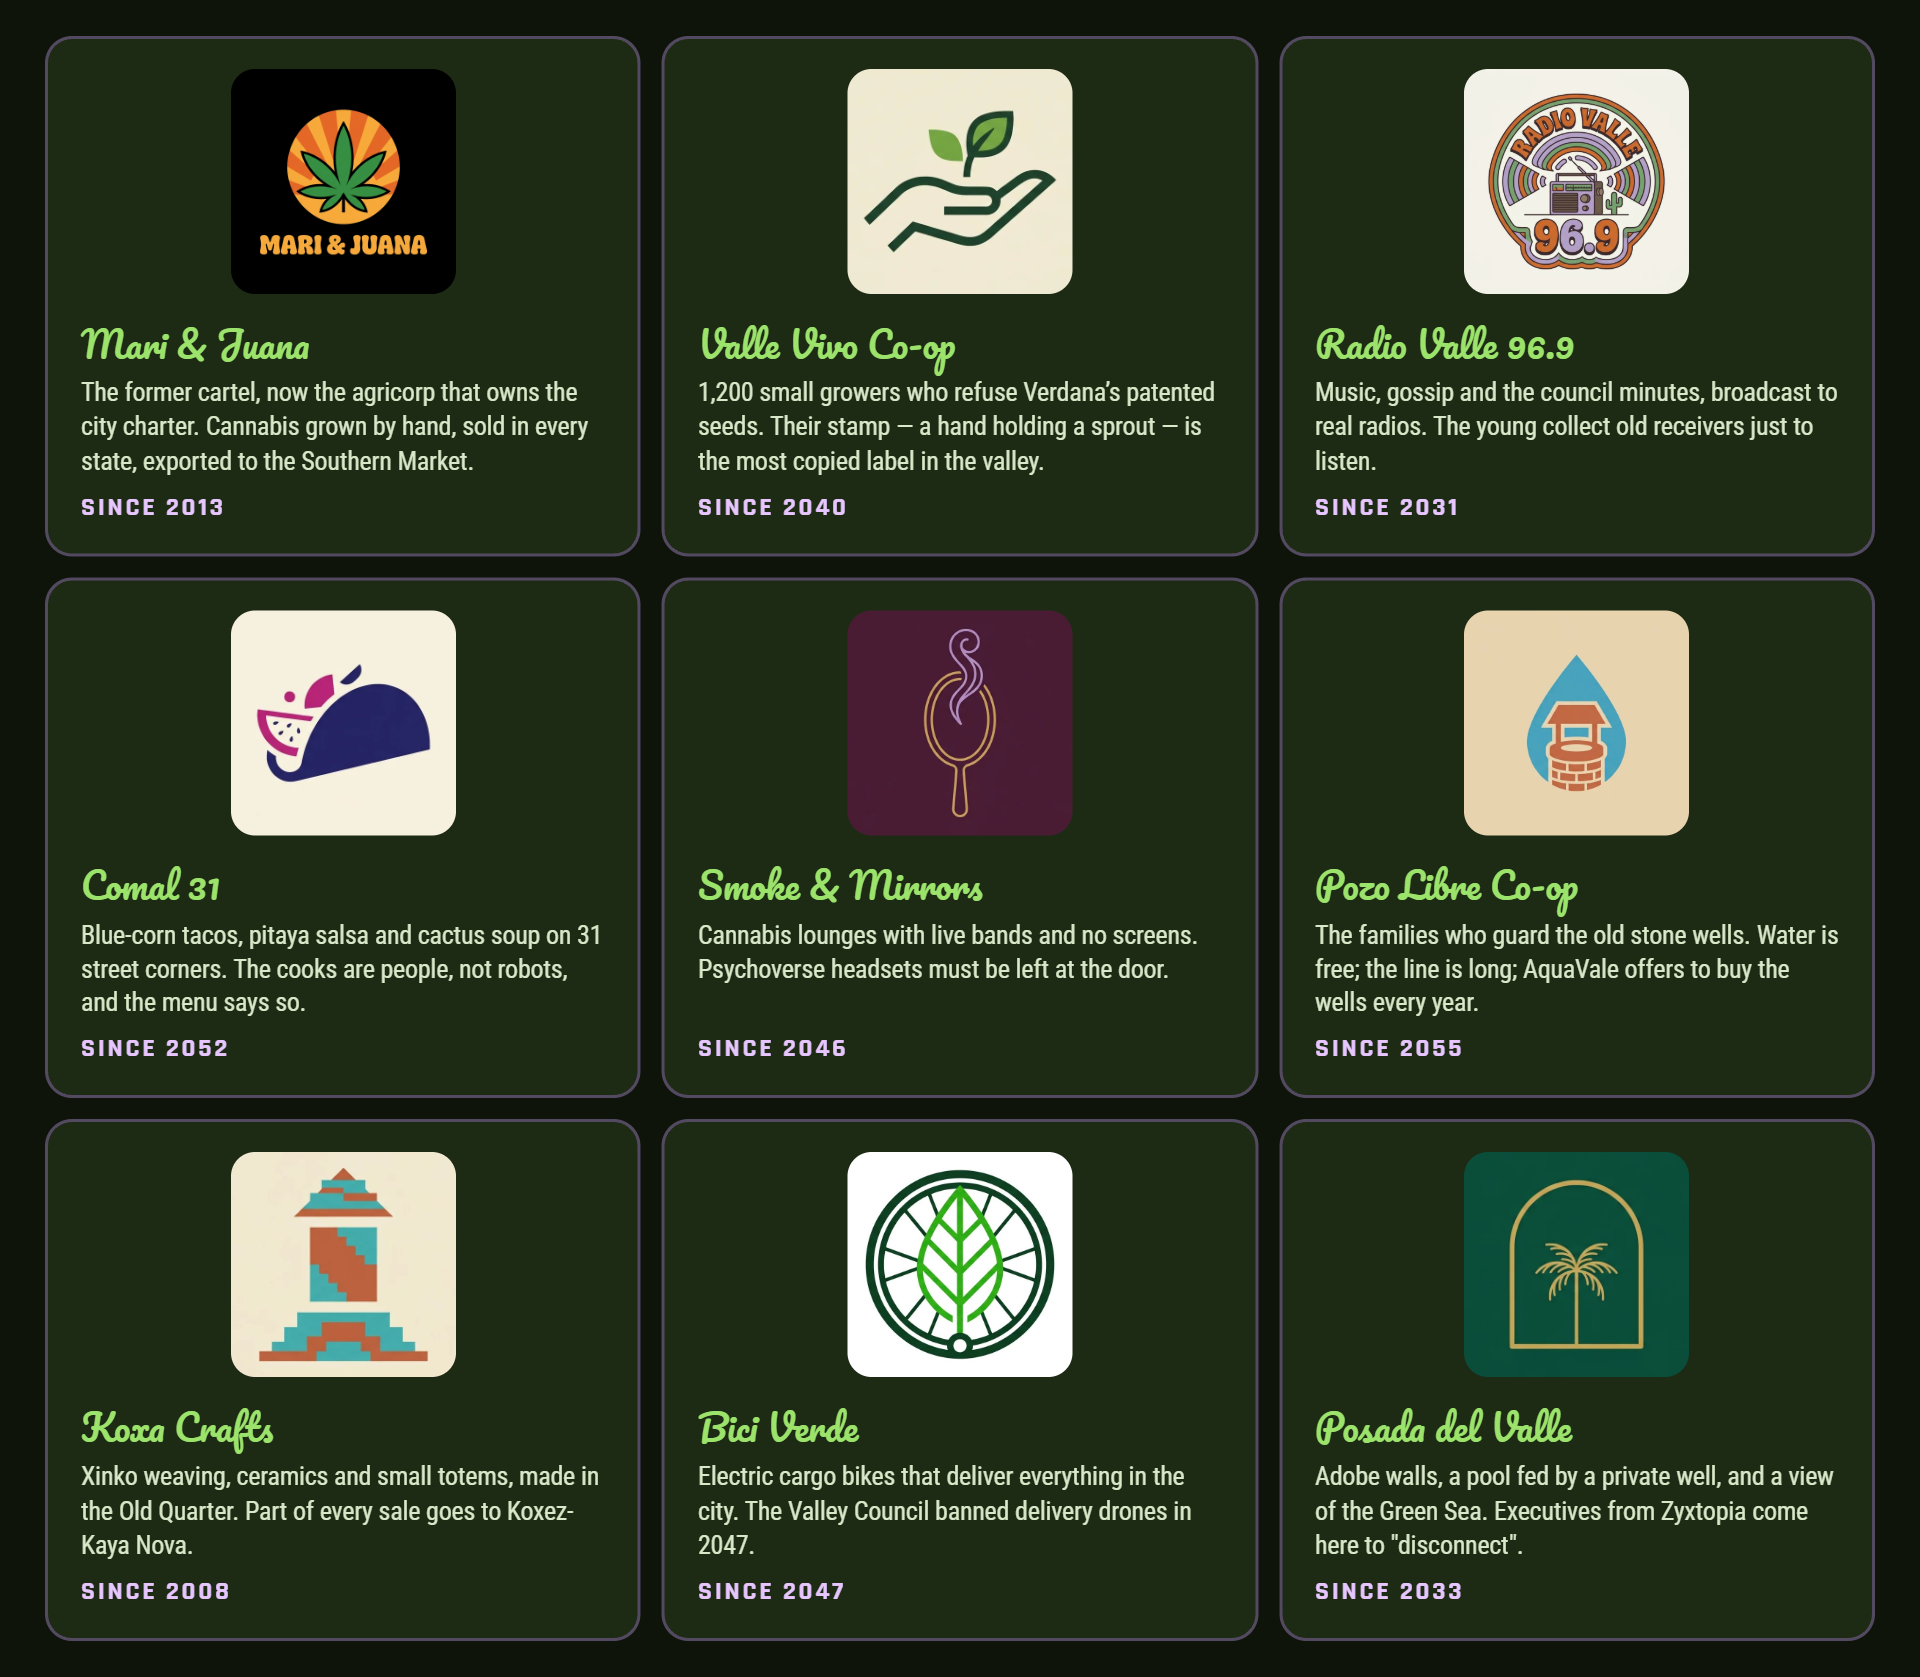 MARI & JUANA
Mari & Juana
The former cartel, now the agricorp that owns the
city charter. Cannabis grown by hand, sold in every
state, exported to the Southern Market.
SINCE 2013
Valle Vivo Co-op
1,200 small growers who refuse Verdana’s patented
seeds. Their stamp — a hand holding a sprout — is
the most copied label in the valley.
SINCE 2040
RADIO VALLE
96.9
Radio Valle 96.9
Music, gossip and the council minutes, broadcast to
real radios. The young collect old receivers just to
listen.
SINCE 2031
Comal 31
Blue-corn tacos, pitaya salsa and cactus soup on 31
street corners. The cooks are people, not robots,
and the menu says so.
SINCE 2052
Smoke & Mirrors
Cannabis lounges with live bands and no screens.
Psychoverse headsets must be left at the door.
SINCE 2046
Pozo Libre Co-op
The families who guard the old stone wells. Water is
free; the line is long; AquaVale offers to buy the
wells every year.
SINCE 2055
Koxa Crafts
Xinko weaving, ceramics and small totems, made in
the Old Quarter. Part of every sale goes to Koxez-
Kaya Nova.
SINCE 2008
Bici Verde
Electric cargo bikes that deliver everything in the
city. The Valley Council banned delivery drones in
2047.
SINCE 2047
Posada del Valle
Adobe walls, a pool fed by a private well, and a view
of the Green Sea. Executives from Zyxtopia come
here to "disconnect".
SINCE 2033